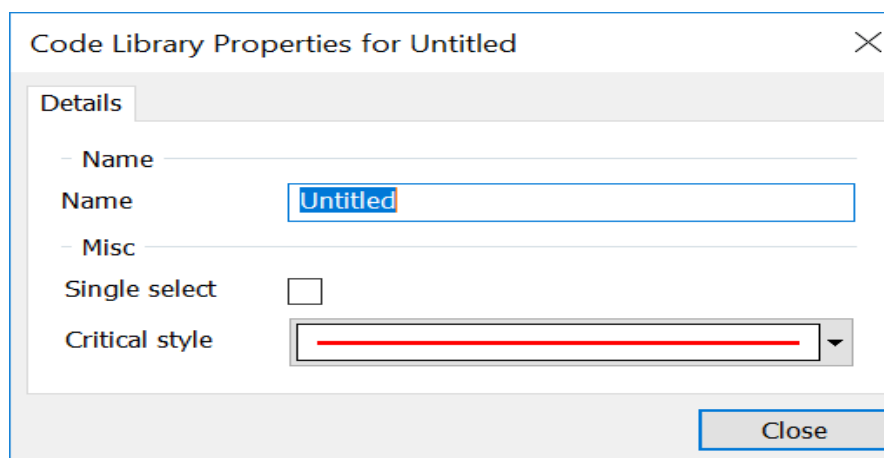 Code Library Properties for Untitled
Details
Name
Name Untitled
Misc
Single select
Critical style
Close